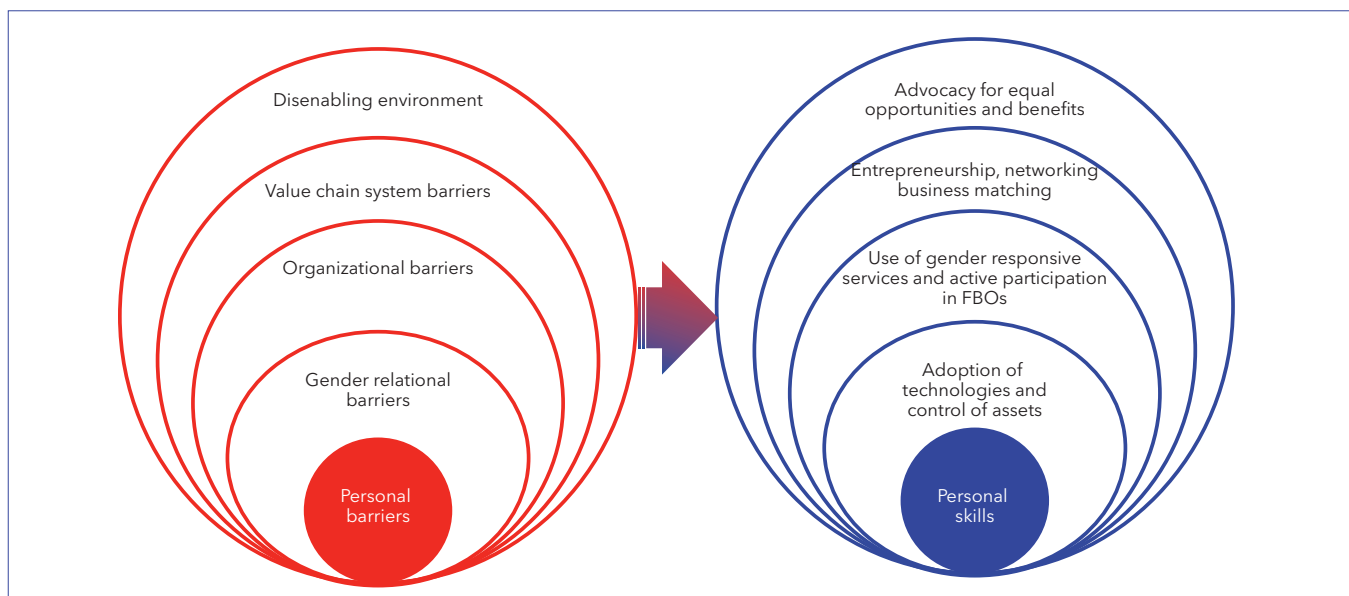 Disenabling environment
Value chain system barriers
Organizational barriers
Gender relational
barriers
Personal
barriers
Advocacy for equal
opportunities and benefits
Entrepreneurship, networking
business matching
Use of gender responsive
services and active participation
in FBOs
Adoption of
technologies and
control of assets
Personal
skills